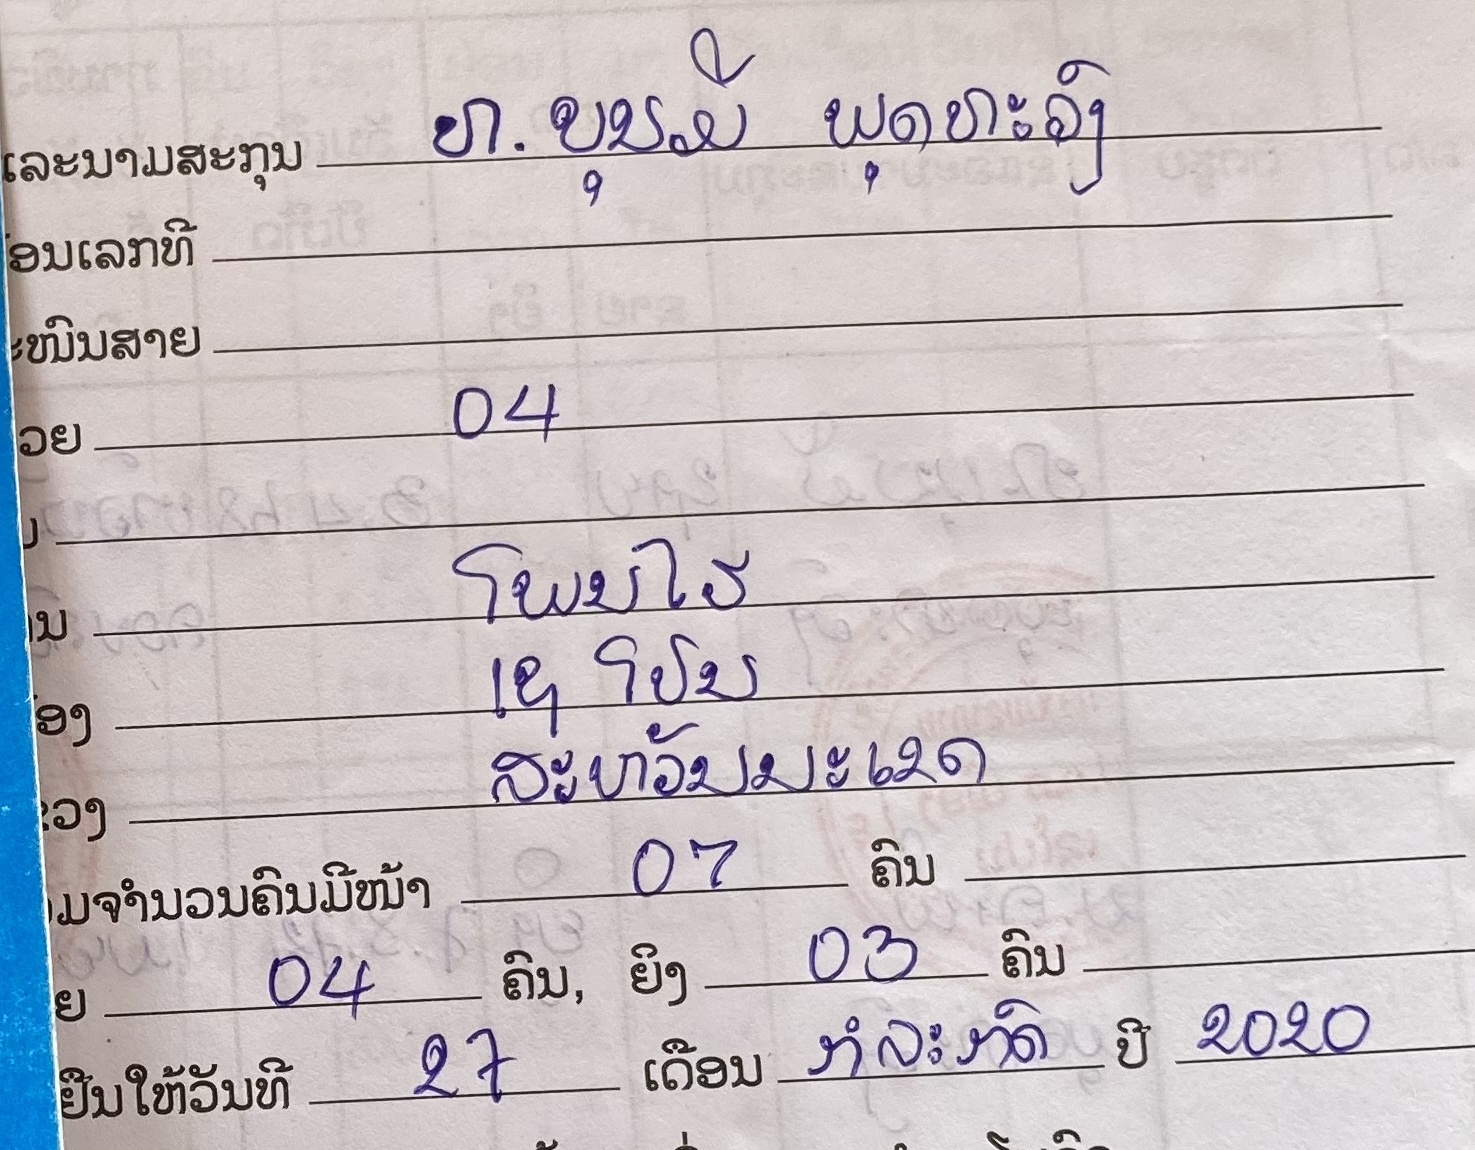 ແລະນາມສະກຸນ ທ. ບຸນມີ ພຸດທະວົງ
ອນເລກທີ
ະໜົນສາຍ
ວຍ 04
ນ ໂພນໄຮ
ອງ ເຊໂປນ
ວງ ສະຫວັນນະເຂດ
ມຈຳນວນຄົນມີໜ້າ 07 ຄົນ
ຍ 04 ຄົນ, ຍິງ 03 ຄົນ
ຢືນໃຫ້ວັນທີ 27 ເດືອນ ກໍລະກົດ ປີ 2020